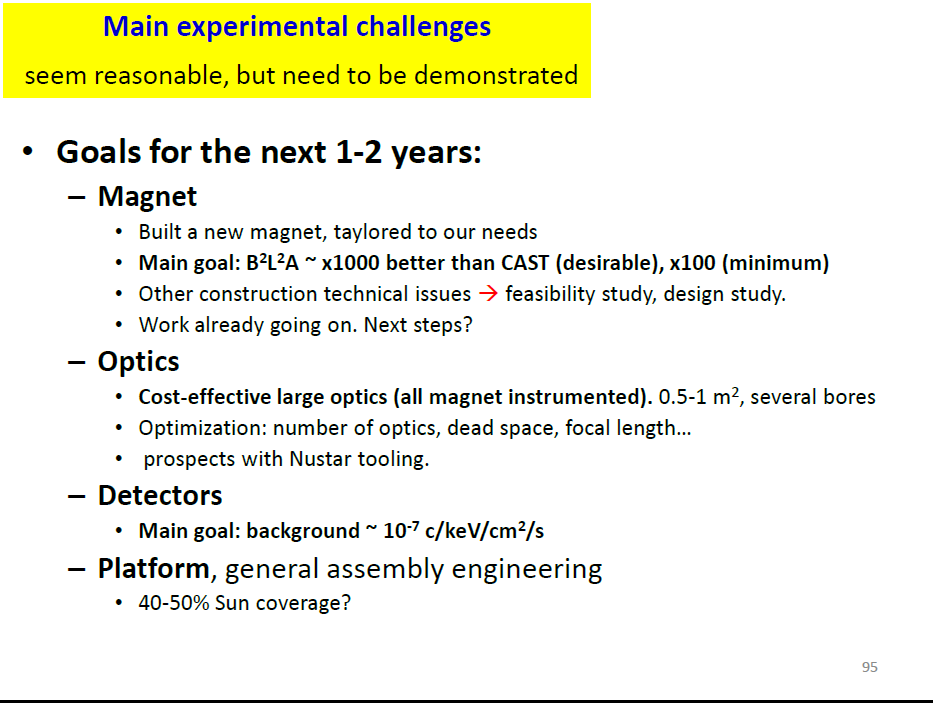 Main experimental challenges
seem reasonable, but need to be demonstrated
• Goals for the next 1-2 years:
– Magnet
• Built a new magnet, taylored to our needs
• Main goal: B²L²A ~ x1000 better than CAST (desirable), x100 (minimum)
• Other construction technical issues → feasibility study, design study.
• Work already going on. Next steps?
– Optics
• Cost-effective large optics (all magnet instrumented). 0.5-1 m², several bores
• Optimization: number of optics, dead space, focal length…
• prospects with Nustar tooling.
– Detectors
• Main goal: background ~ 10⁻⁷ c/keV/cm²/s
– Platform, general assembly engineering
• 40-50% Sun coverage?
95